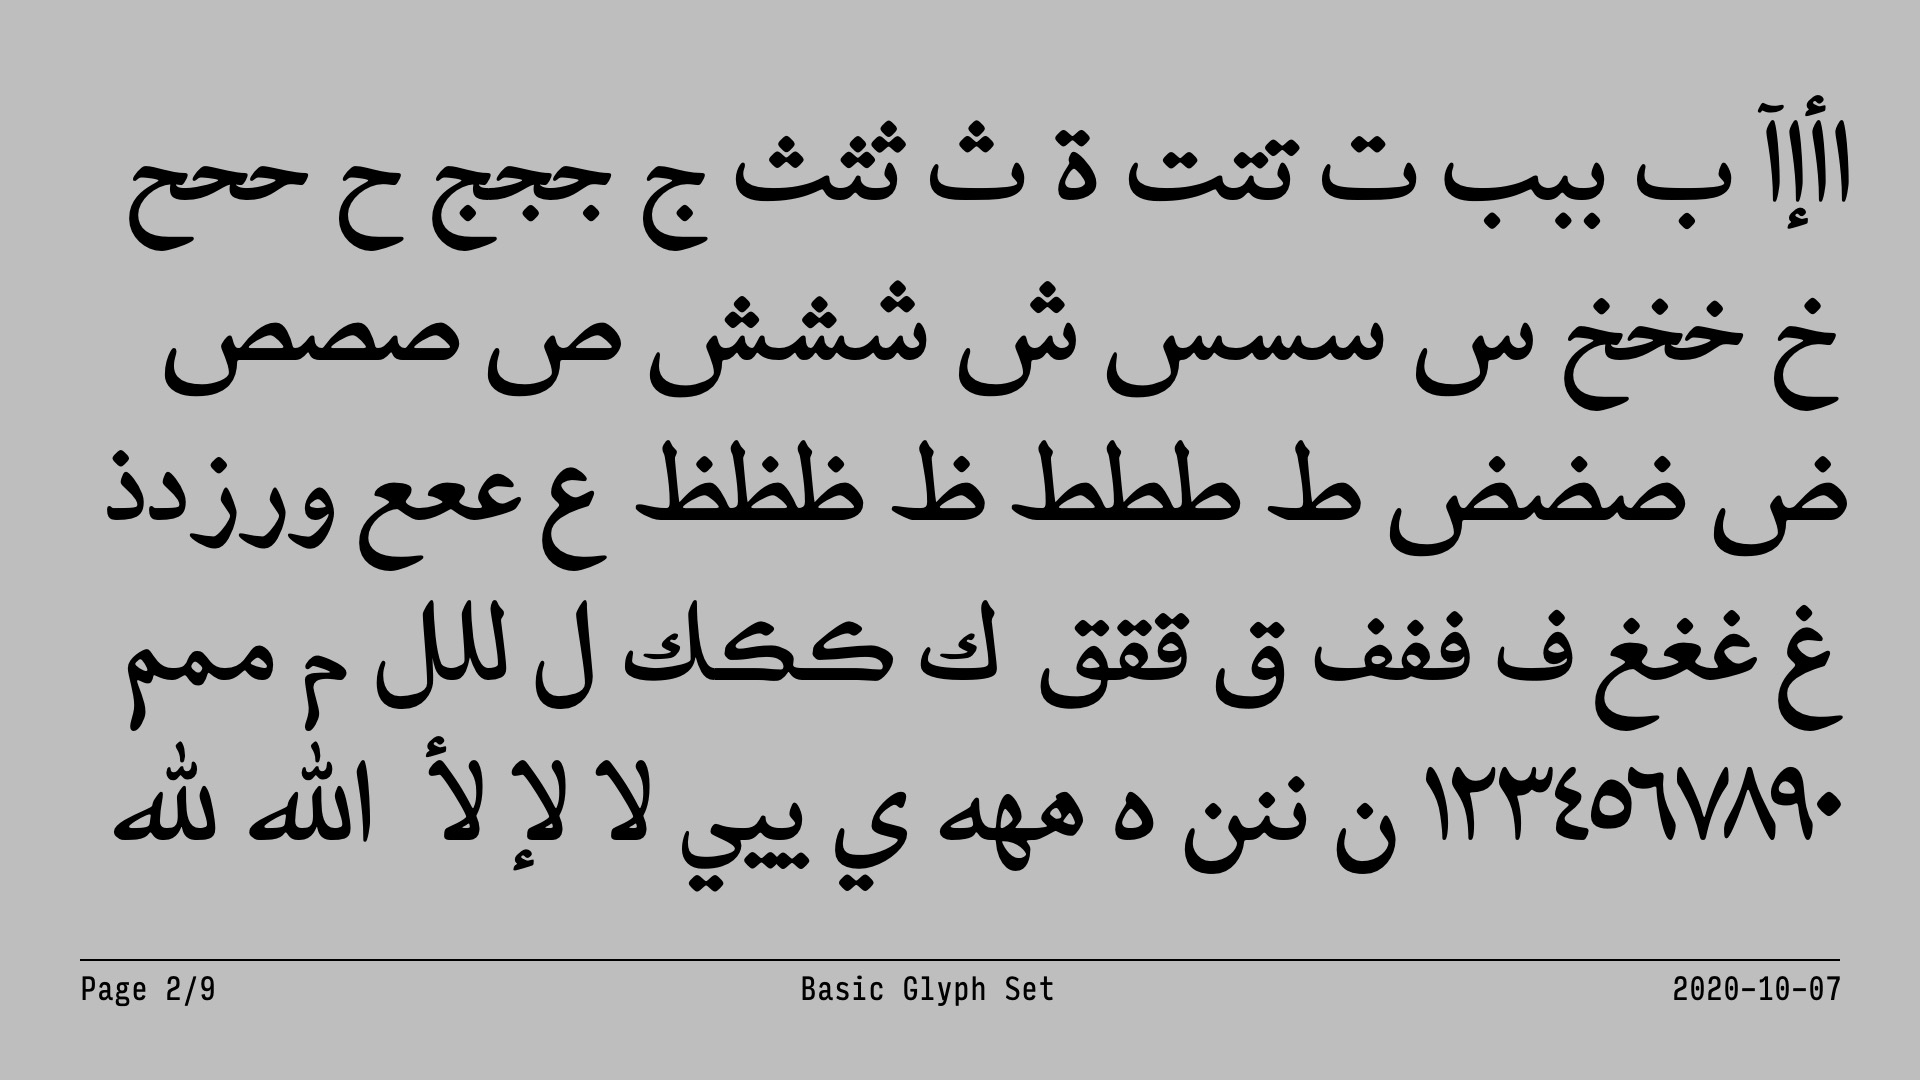 اأإآ ب ببب ت تتت ة ث ثثث ج ججج ح ححح
خ خخخ س سسس ش ششش ص صصص
ض ضضض ط ططط ظ ظظظ ع ععع ورزدذ
غ غغغ ف ففف ق ققق ك ككك ل للل م ممم
١٢٣٤٥٦٧٨٩٠ ن ننن ه ههه ي ييي لا لإ لأ الله لله
Page 2/9 Basic Glyph Set 2020-10-07